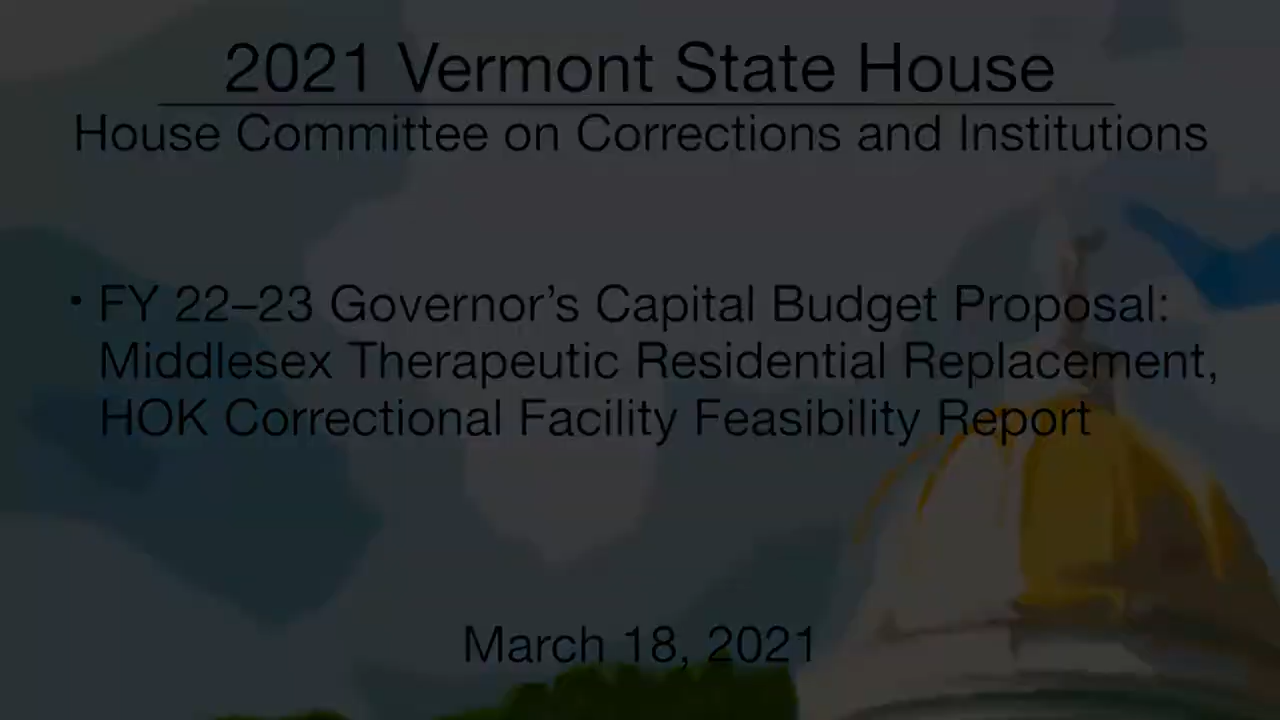 2021 Vermont State House
House Committee on Corrections and Institutions
• FY 22–23 Governor’s Capital Budget Proposal:
Middlesex Therapeutic Residential Replacement,
HOK Correctional Facility Feasibility Report
March 18, 2021